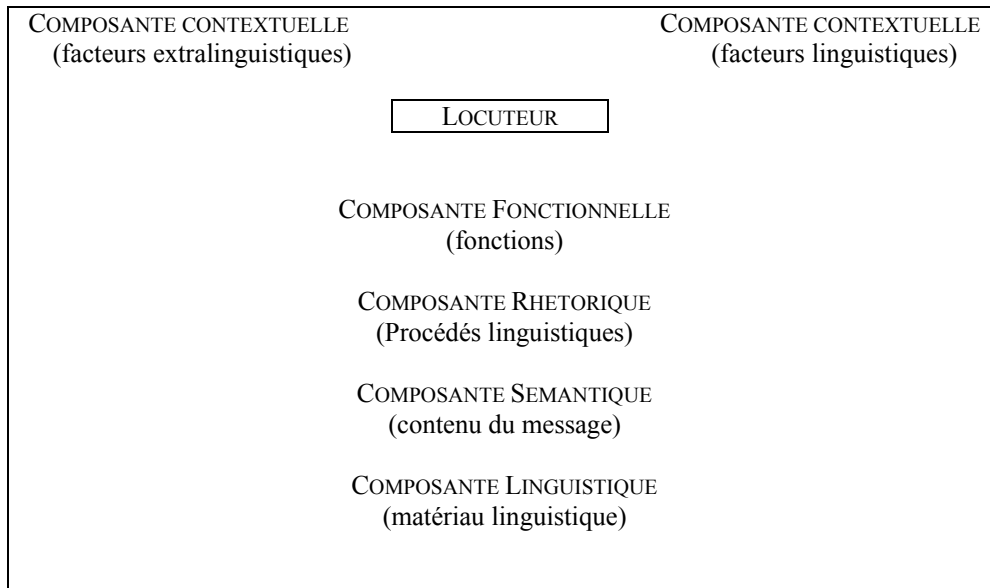 COMPOSANTE CONTEXTUELLE
(facteurs extralinguistiques)
COMPOSANTE CONTEXTUELLE
(facteurs linguistiques)
LOCUTEUR
COMPOSANTE FONCTIONNELLE
(fonctions)
COMPOSANTE RHETORIQUE
(Procédés linguistiques)
COMPOSANTE SEMANTIQUE
(contenu du message)
COMPOSANTE LINGUISTIQUE
(matériau linguistique)